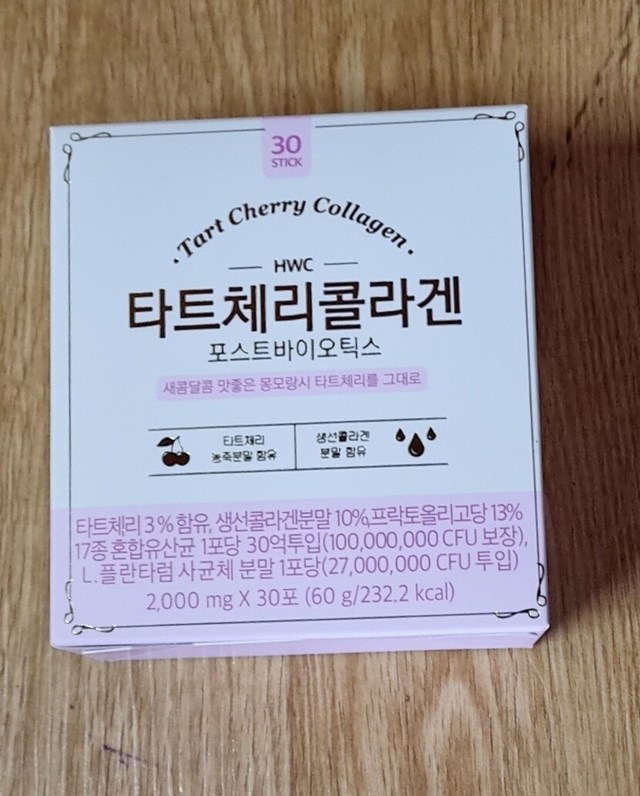 30
STICK
· Tart Cherry Collagen ·
HWC
타트체리콜라겐
포스트바이오틱스
새콤달콤 맛좋은 몽모랑시 타트체리를 그대로
타트체리
농축분말 함유
생선콜라겐
분말 함유
타트체리 3 % 함유, 생선콜라겐분말 10%,프락토올리고당 13%
17종 혼합유산균 1포당 30억투입(100,000,000 CFU 보장),
L.플란타럼 사균체 분말 1포당(27,000,000 CFU 투입)
2,000 mg X 30포 (60 g/232.2 kcal)